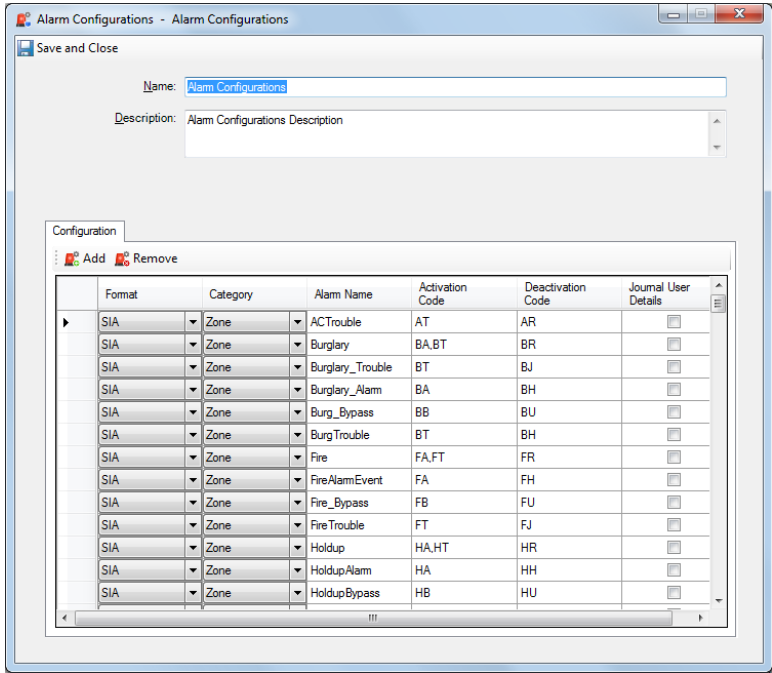 Alarm Configurations - Alarm Configurations
Save and Close
Name: Alarm Configurations
Description: Alarm Configurations Description
Configuration
Add Remove
Format Category Alarm Name Activation Code Deactivation Code Journal User Details
SIA Zone ACTrouble AT AR
SIA Zone Burglary BA,BT BR
SIA Zone Burglary_Trouble BT BJ
SIA Zone Burglary_Alarm BA BH
SIA Zone Burg_Bypass BB BU
SIA Zone BurgTrouble BT BH
SIA Zone Fire FA,FT FR
SIA Zone FireAlarmEvent FA FH
SIA Zone Fire_Bypass FB FU
SIA Zone FireTrouble FT FJ
SIA Zone Holdup HA,HT HR
SIA Zone HoldupAlarm HA HH
SIA Zone HoldupBypass HB HU